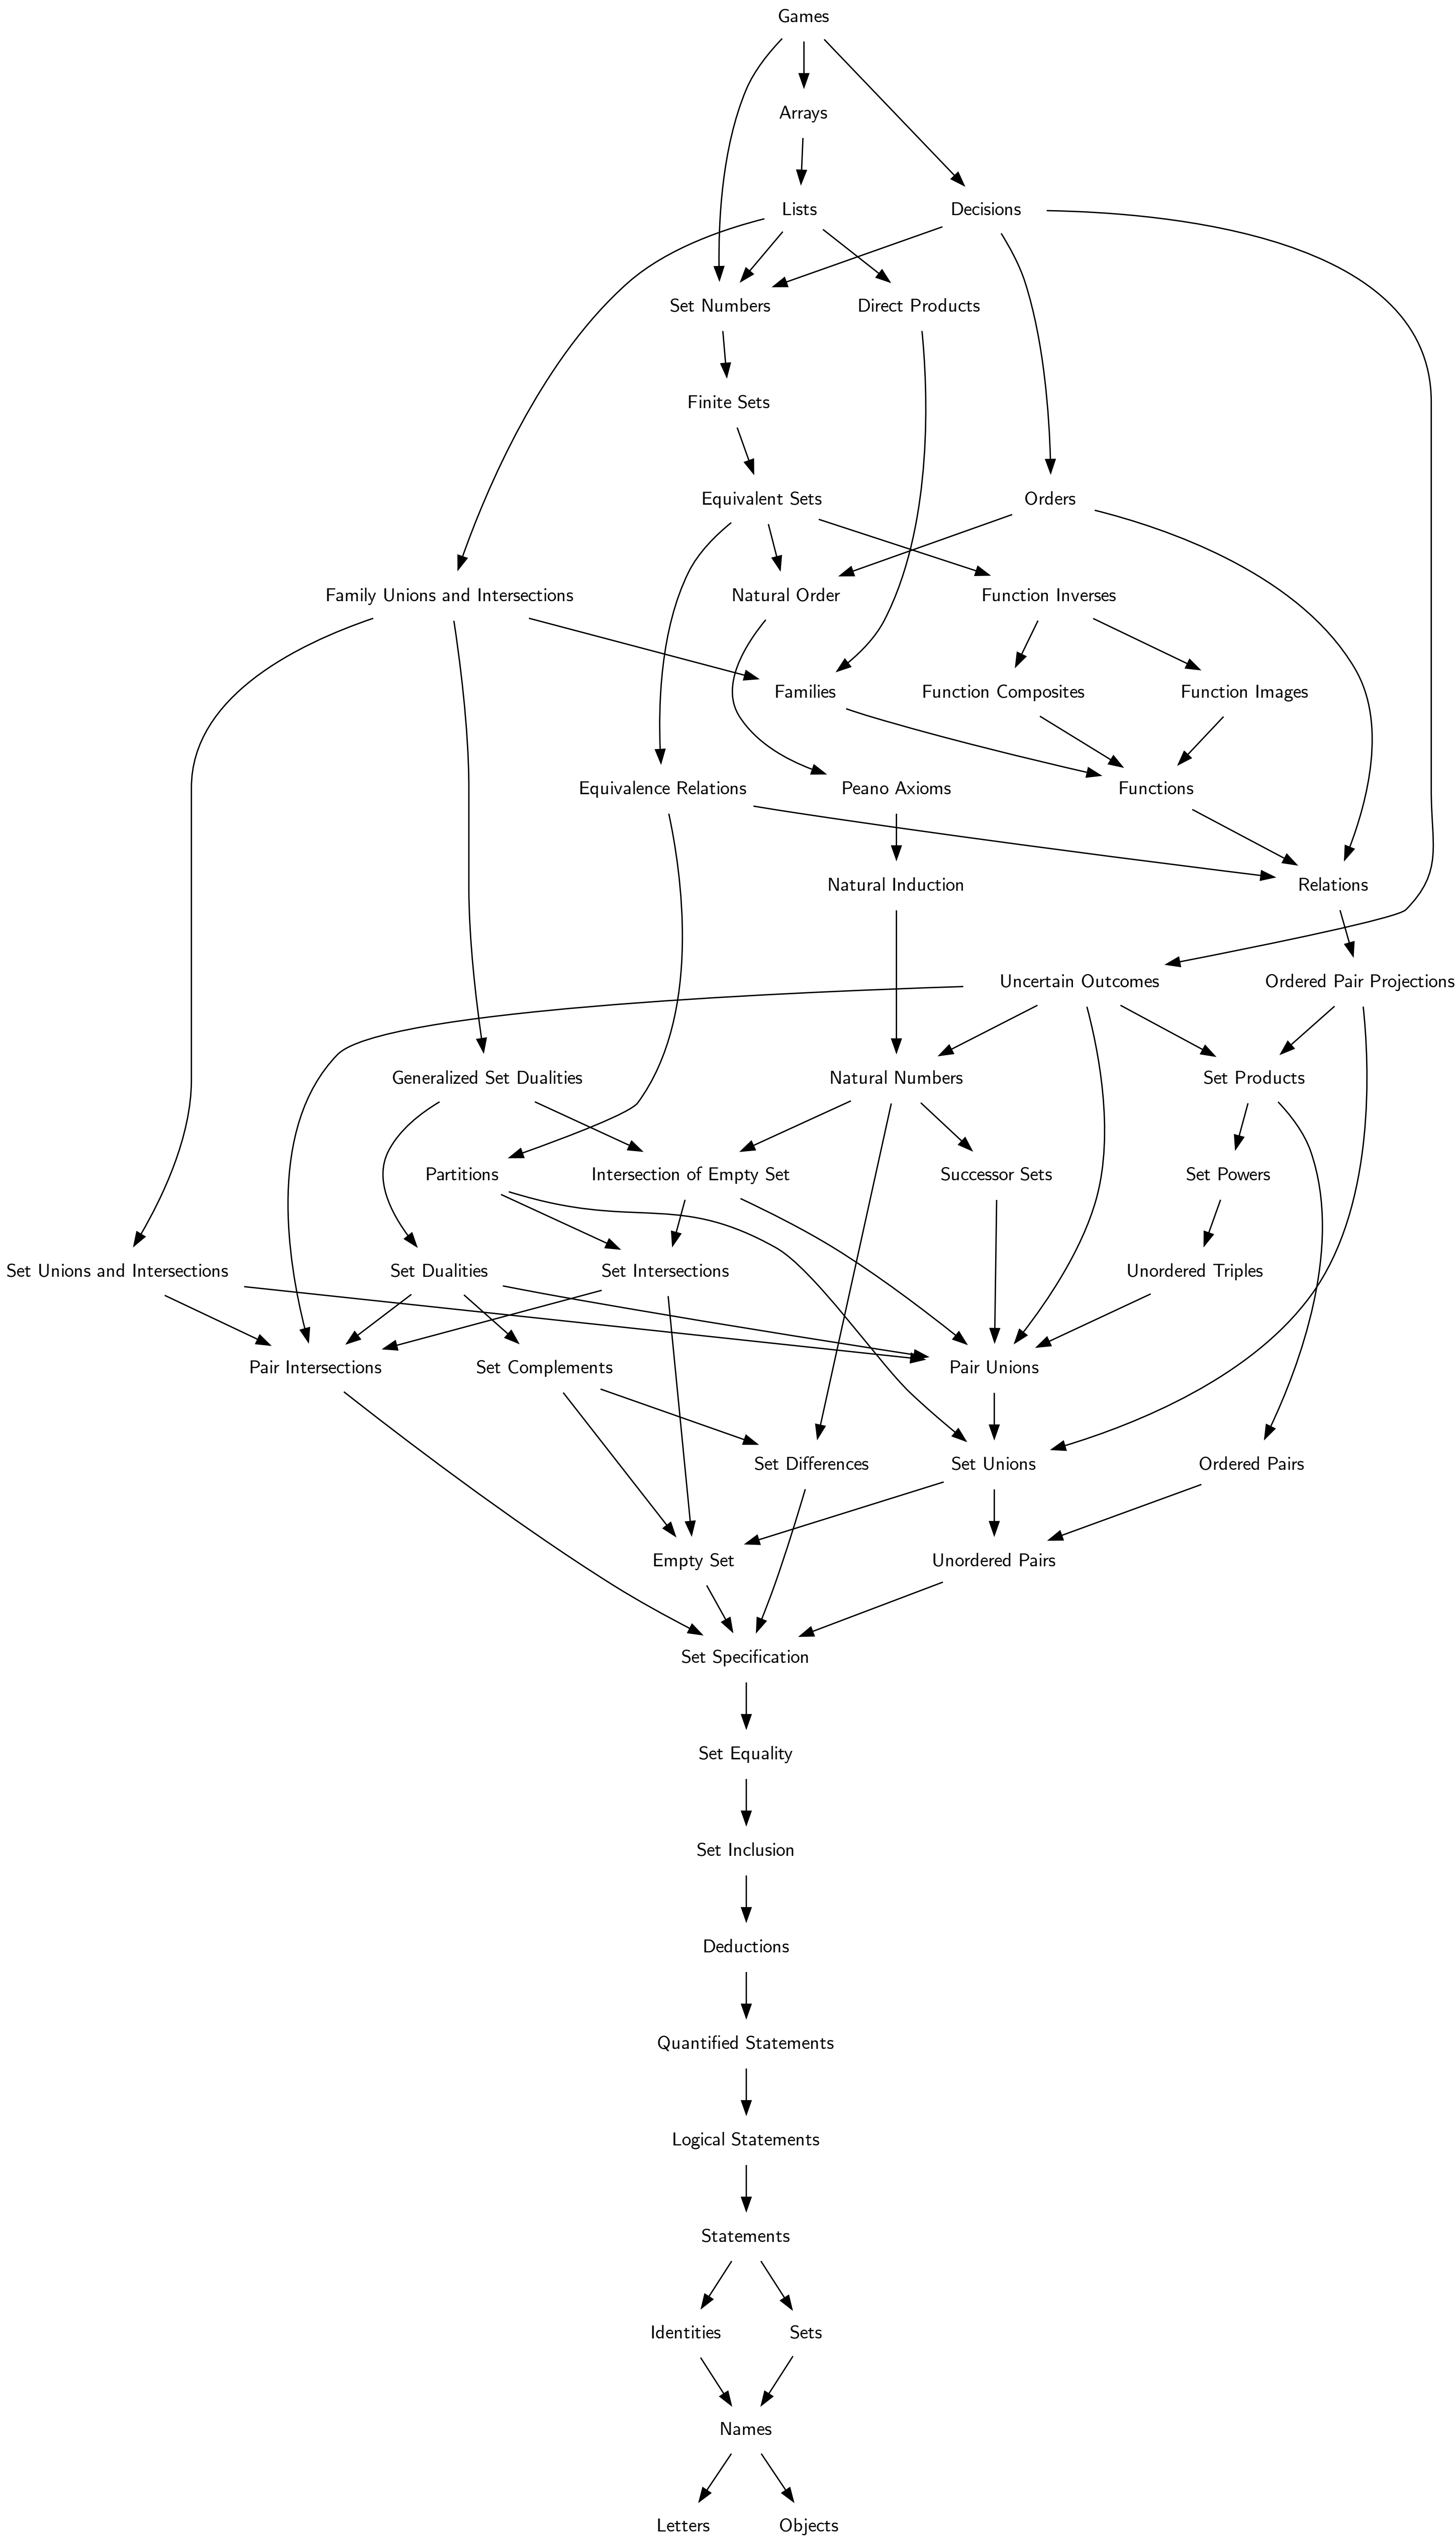 Games
Arrays
Lists
Decisions
Set Numbers
Direct Products
Finite Sets
Equivalent Sets
Orders
Family Unions and Intersections
Natural Order
Function Inverses
Families
Function Composites
Function Images
Equivalence Relations
Peano Axioms
Functions
Natural Induction
Relations
Uncertain Outcomes
Ordered Pair Projections
Generalized Set Dualities
Natural Numbers
Set Products
Partitions
Intersection of Empty Set
Successor Sets
Set Powers
Set Unions and Intersections
Set Dualities
Set Intersections
Unordered Triples
Pair Intersections
Set Complements
Pair Unions
Set Differences
Set Unions
Ordered Pairs
Empty Set
Unordered Pairs
Set Specification
Set Equality
Set Inclusion
Deductions
Quantified Statements
Logical Statements
Statements
Identities
Sets
Names
Letters
Objects